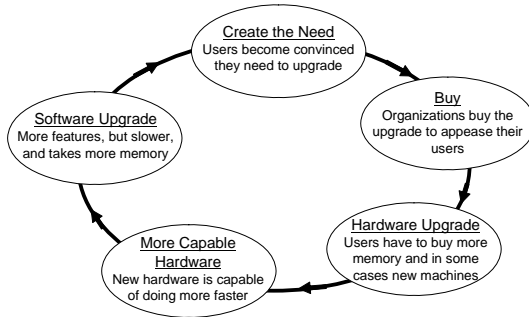 Create the Need
Users become convinced
they need to upgrade
Buy
Organizations buy the
upgrade to appease their
users
Hardware Upgrade
Users have to buy more
memory and in some
cases new machines
More Capable
Hardware
New hardware is capable
of doing more faster
Software Upgrade
More features, but slower,
and takes more memory